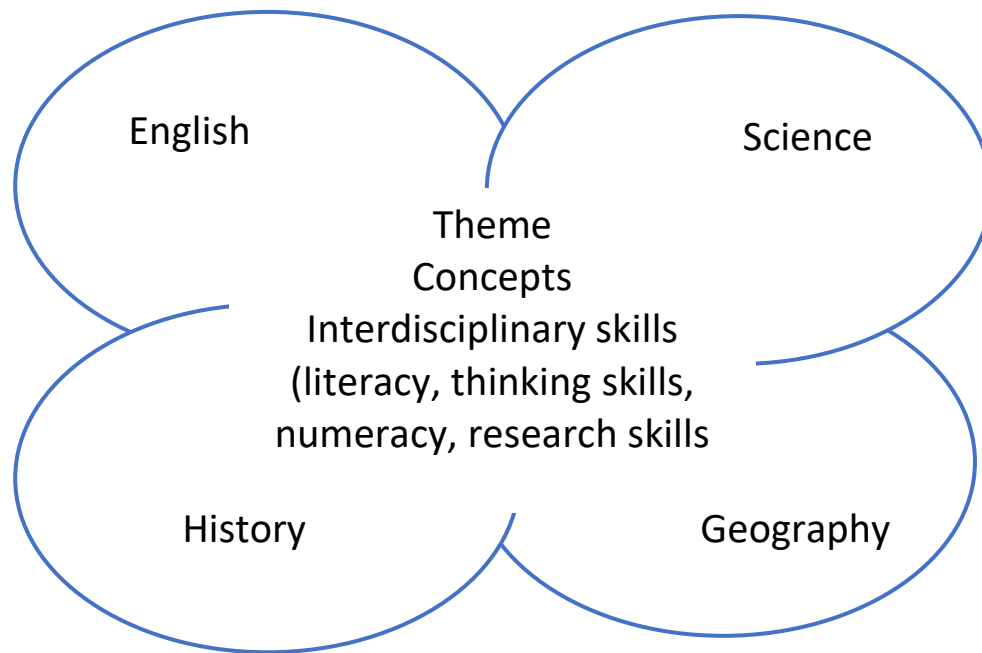 English
Science
Theme
Concepts
Interdisciplinary skills
(literacy, thinking skills,
numeracy, research skills
History
Geography